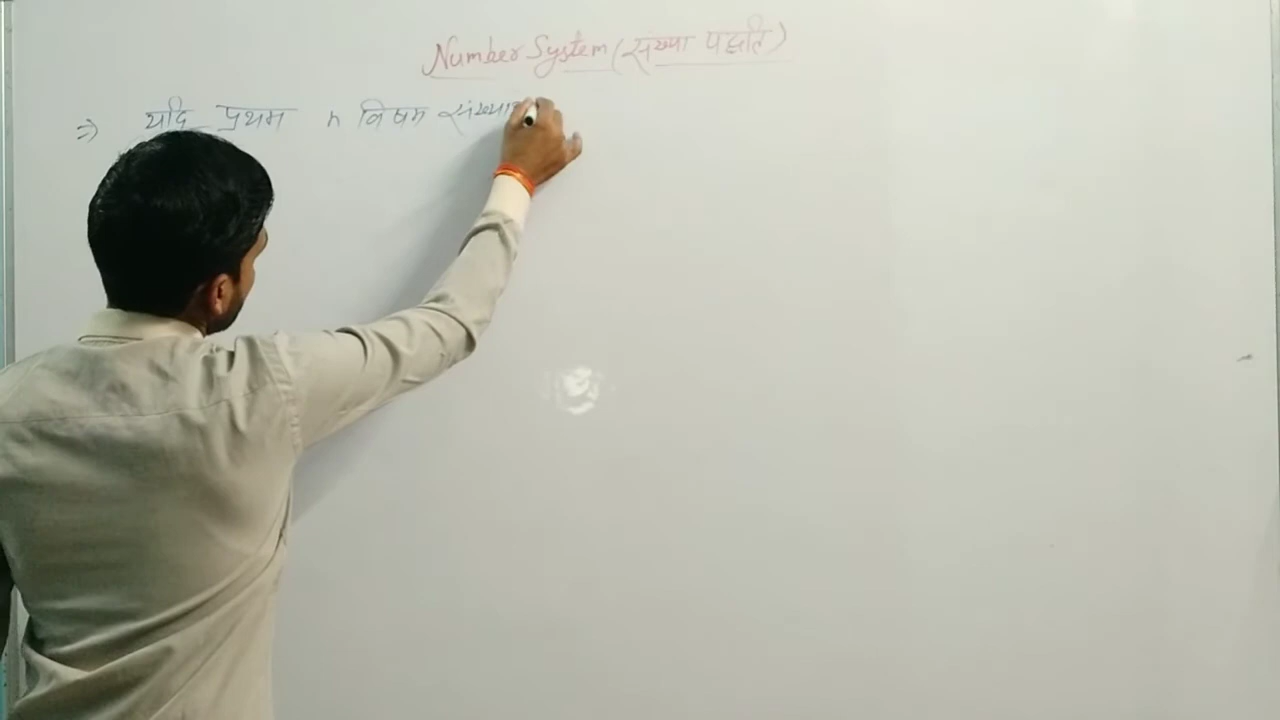 Number System (संख्या पद्धति)
⇒ यदि प्रथम n विषम संख्या